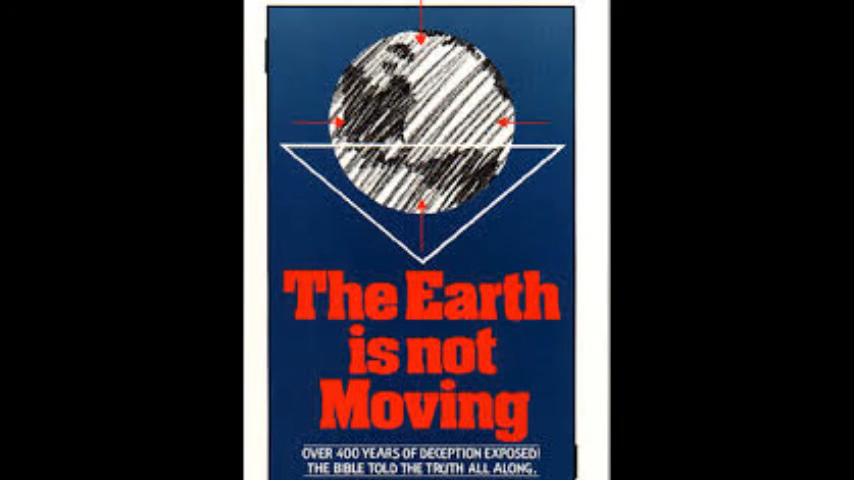 The Earth
is not
Moving
OVER 400 YEARS OF DECEPTION EXPOSED!
THE BIBLE TOLD THE TRUTH ALL ALONG.